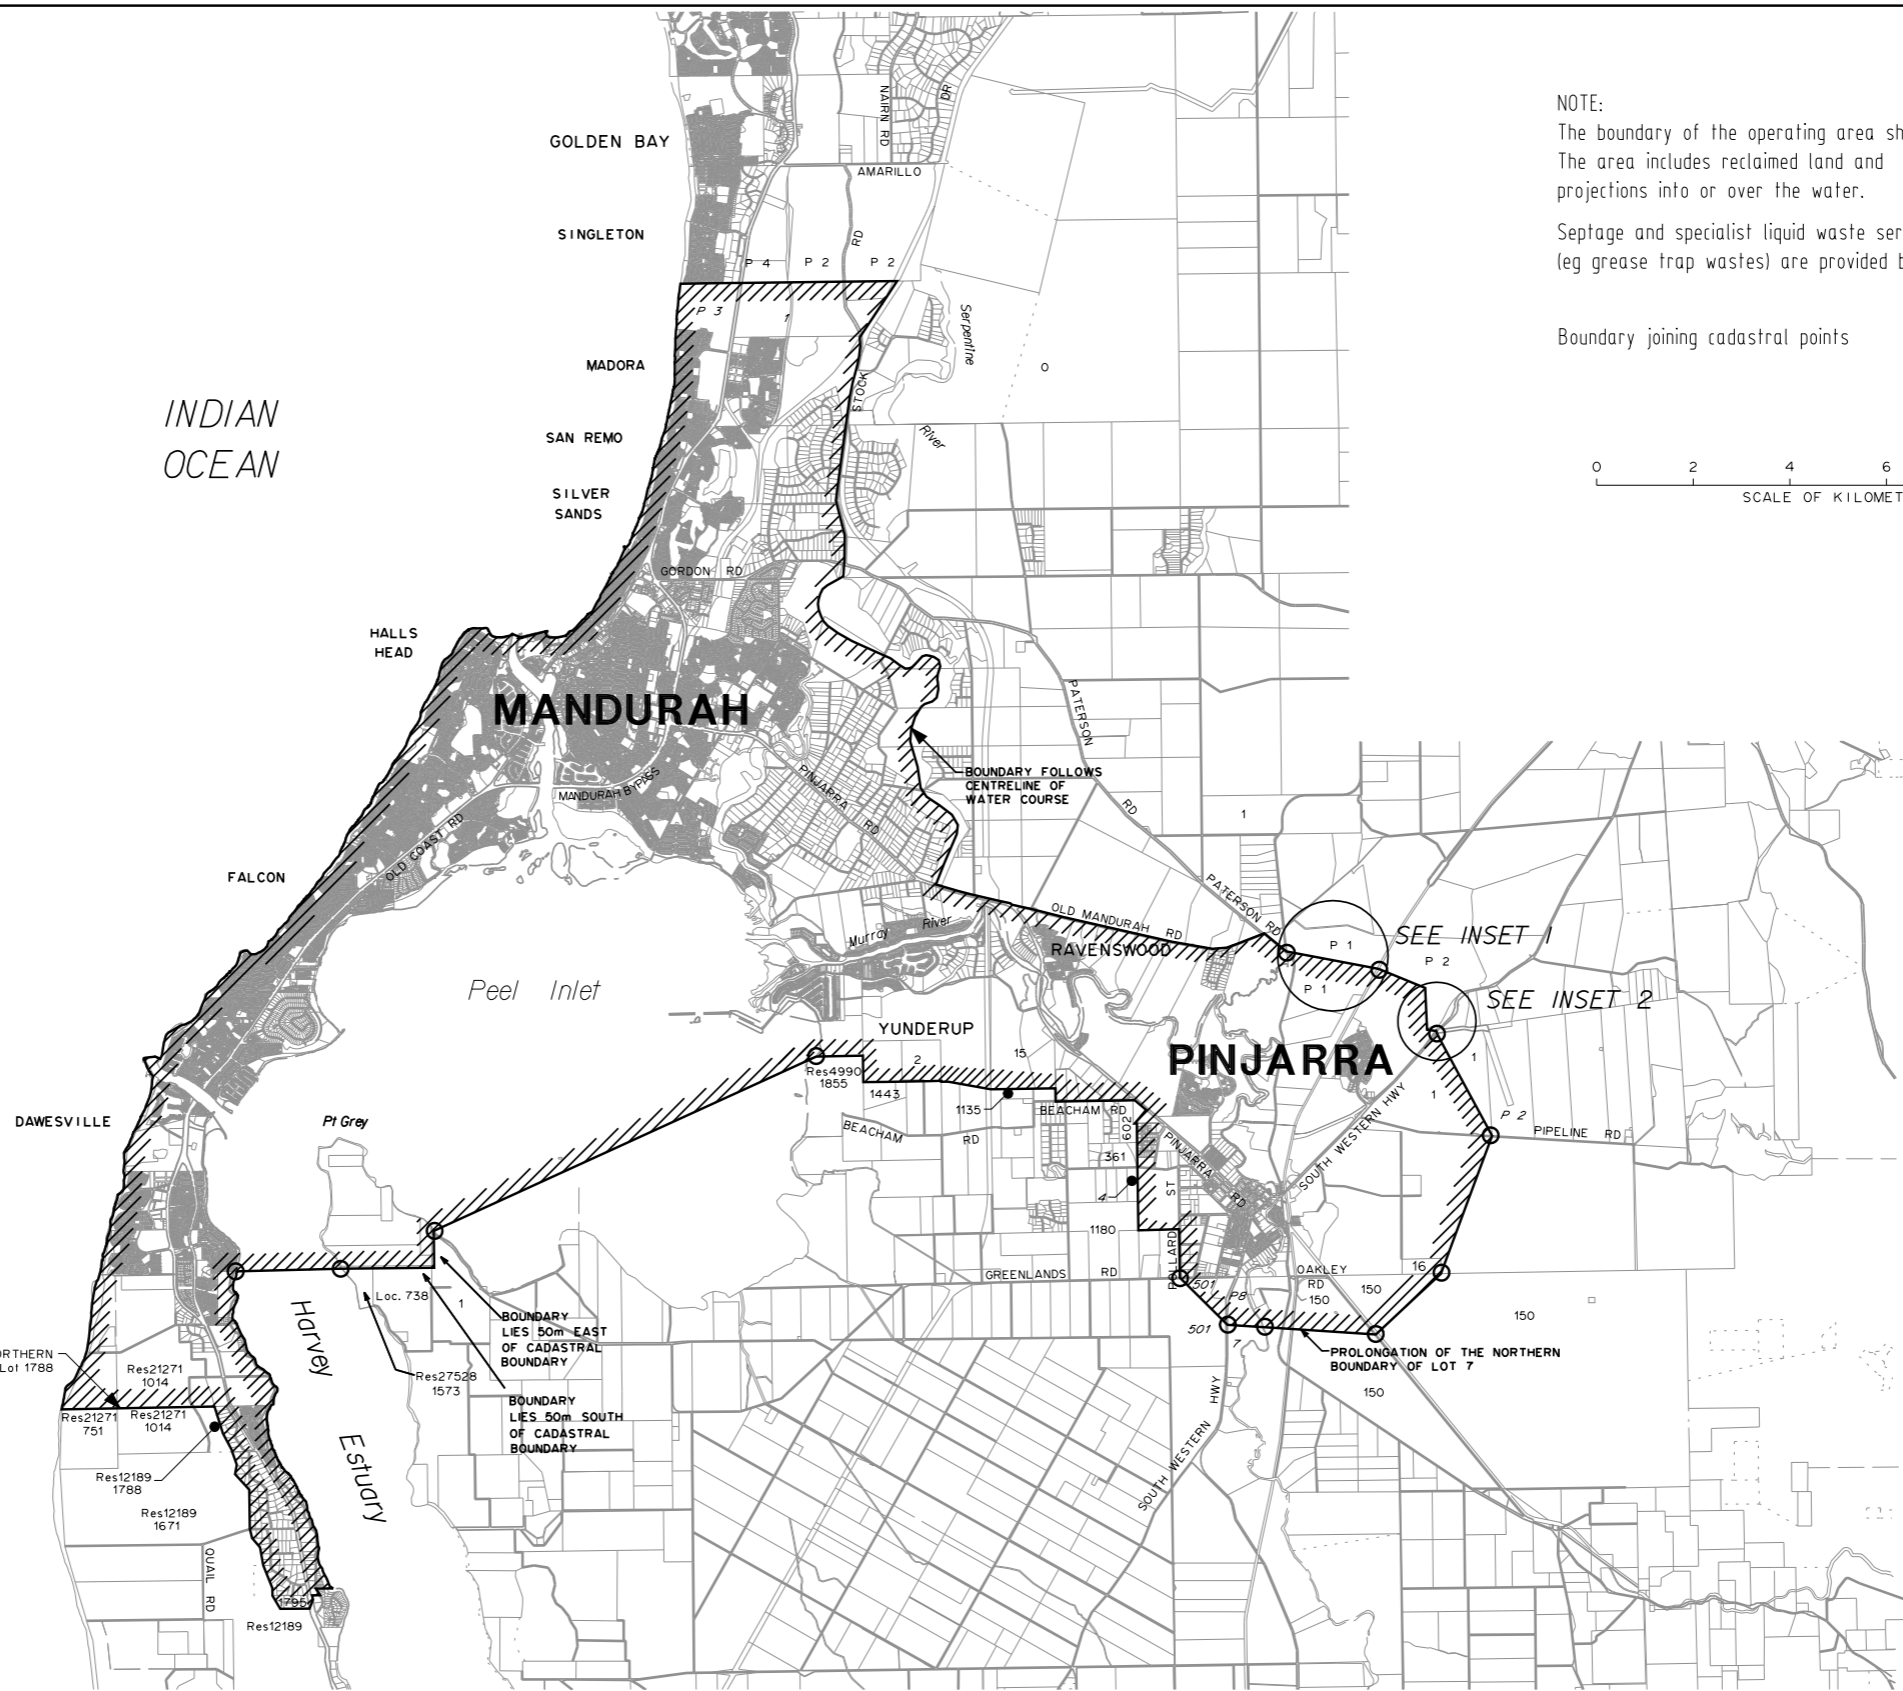 NOTE:
The boundary of the operating area sh
The area includes reclaimed land and
projections into or over the water.
Septage and specialist liquid waste ser
(eg grease trap wastes) are provided b
Boundary joining cadastral points
0 2 4 6
SCALE OF KILOMET
NAIRN RD
DR
GOLDEN BAY
AMARILLO
SINGLETON
RD
P 4 P 2 P 2
P 3
1
Serpentine
MADORA
0
STOCK
INDIAN
OCEAN
SAN REMO
River
SILVER
SANDS
GORDON RD
HALLS
HEAD
MANDURAH
PATERSON
BOUNDARY FOLLOWS
CENTRELINE OF
WATER COURSE
PINJARRA
RD
MANDURAH BYPASS
RD
1
OLD COAST RD
FALCON
PATERSON RD
OLD MANDURAH RD
Murray River
RAVENSWOOD
P 1
SEE INSET 1
P 2
P 1
SEE INSET 2
Peel Inlet
YUNDERUP
15
2
PINJARRA
1
Res4990
1855
1443
1135
1
BEACHAM RD
P 2
PIPELINE RD
DAWESVILLE
Pt Grey
BEACHAM
RD
602
PINJARRA
RD
SOUTH WESTERN HWY
361
4
ST
1180
POLLARD
GREENLANDS RD
OAKLEY
RD
16
150
150
150
501
P8
501
7
Loc. 738
1
Harvey
BOUNDARY
LIES 50m EAST
OF CADASTRAL
BOUNDARY
PROLONGATION OF THE NORTHERN
BOUNDARY OF LOT 7
150
ORTHERN
Lot 1788
Res21271
1014
Res27528
1573
BOUNDARY
LIES 50m SOUTH
OF CADASTRAL
BOUNDARY
Res21271
751
Res21271
1014
Estuary
SOUTH WESTERN HWY
Res12189
1788
Res12189
1671
QUAIL RD
1795
Res12189